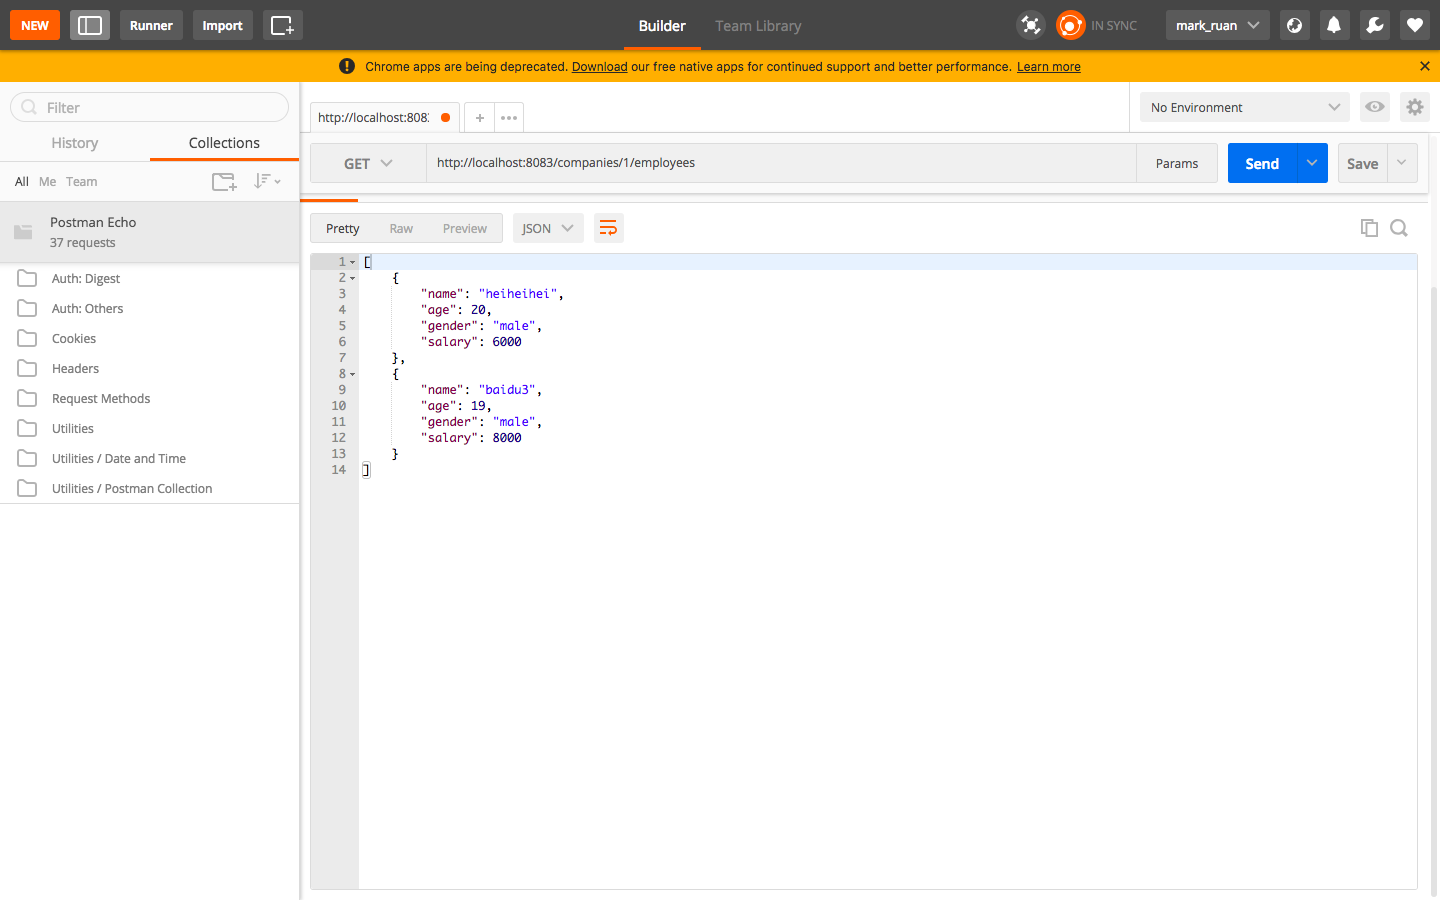 NEW Runner Import Builder Team Library IN SYNC mark_ruan
Chrome apps are being deprecated. Download our free native apps for continued support and better performance. Learn more
Filter
History Collections
All Me Team
Postman Echo
37 requests
Auth: Digest
Auth: Others
Cookies
Headers
Request Methods
Utilities
Utilities / Date and Time
Utilities / Postman Collection
http://localhost:808 No Environment
GET http://localhost:8083/companies/1/employees Params Send Save
Pretty Raw Preview JSON
1 [
2 {
3 "name": "heiheihei",
4 "age": 20,
5 "gender": "male",
6 "salary": 6000
7 },
8 {
9 "name": "baidu3",
10 "age": 19,
11 "gender": "male",
12 "salary": 8000
13 }
14 ]